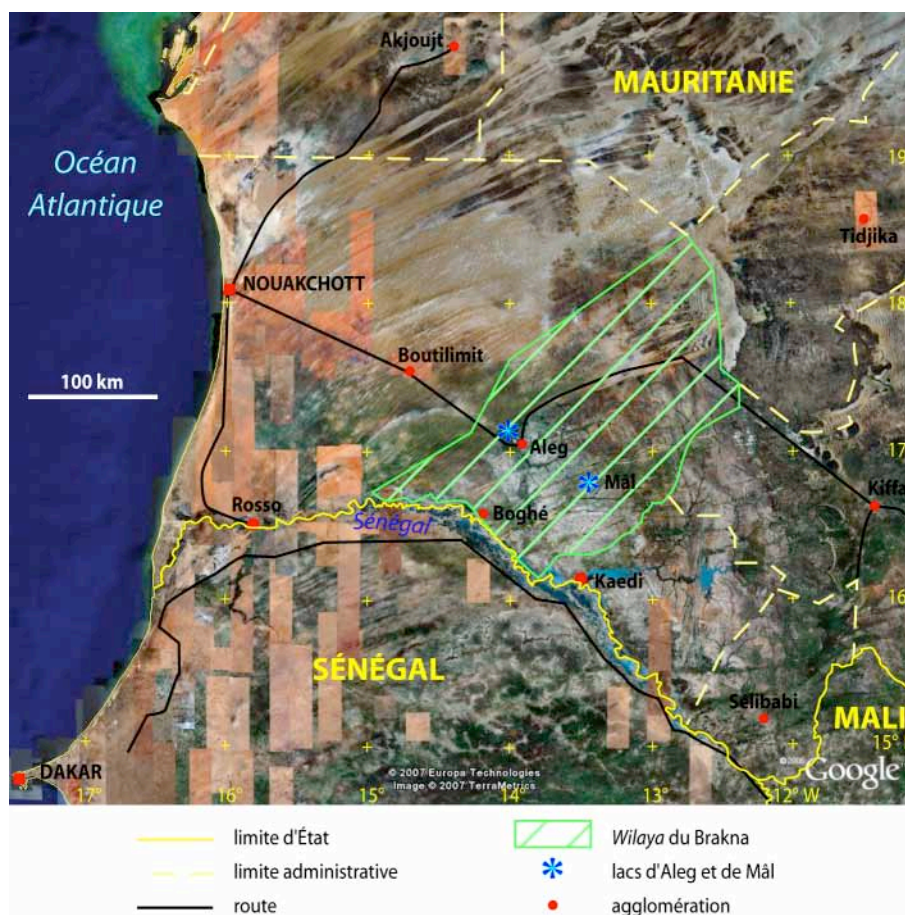 Akjoujt
MAURITANIE
Océan
Atlantique
19
Tidjika
NOUAKCHOTT
18
Boutilimit
100 km
Aleg
17
Mâl
Kiffa
Rosso
Boghé
Sénégal
Kaedi
16
SÉNÉGAL
Sélibabi
MALI
15°
DAKAR
© 2007 Europa Technologies
Image © 2007 TerraMetrics
Google
17° 16° 15° 14° 13° 12° W
limite d'État
limite administrative
route
Wilaya du Brakna
lacs d'Aleg et de Mâl
agglomération